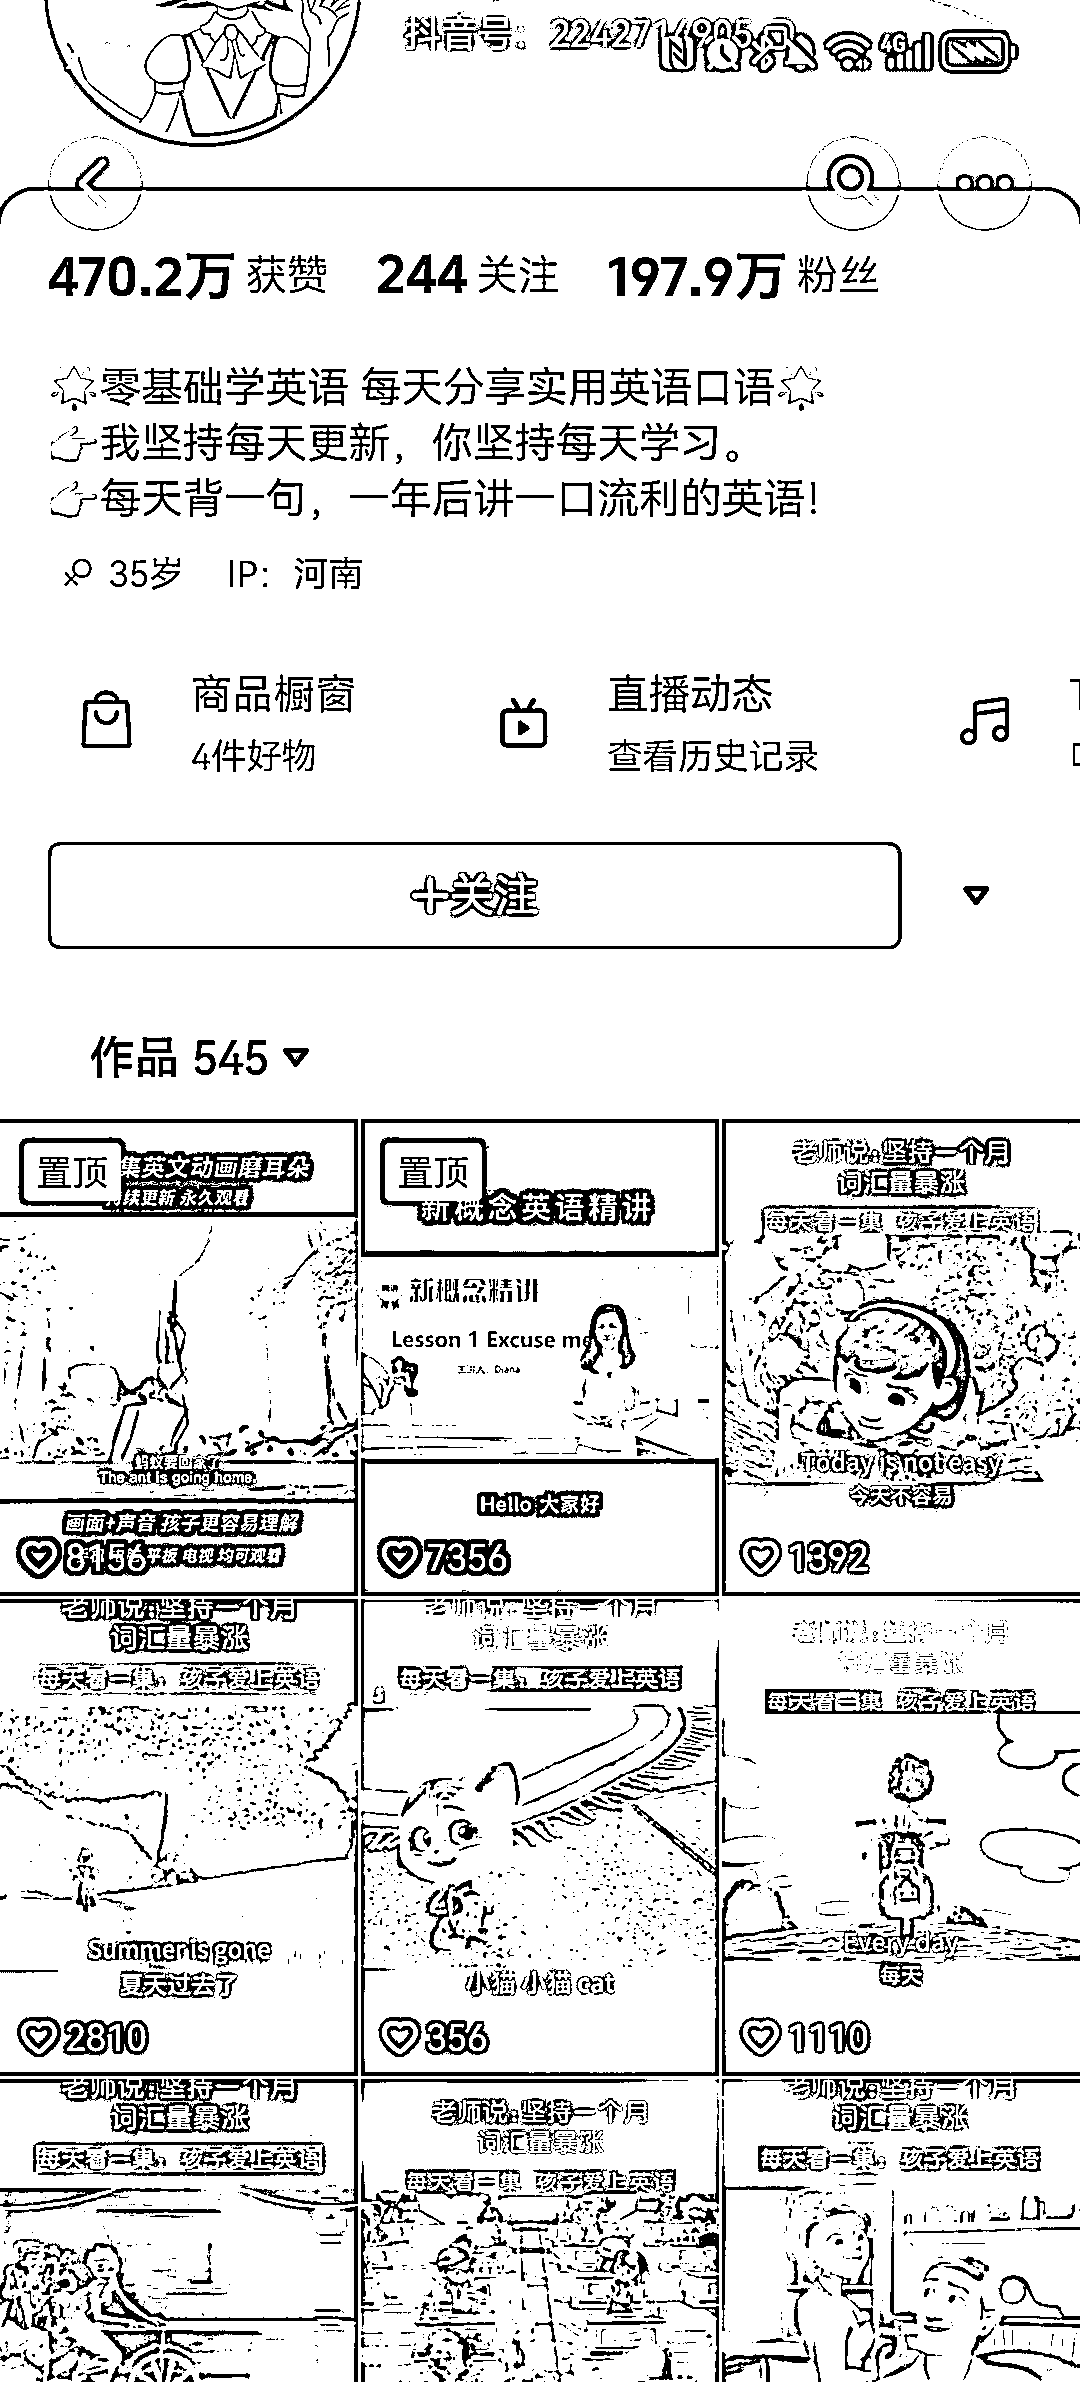 抖音号：2242714905
4G
470.2万 获赞 244 关注 197.9万 粉丝
零基础学英语 每天分享实用英语口语
我坚持每天更新，你坚持每天学习。
每天背一句，一年后讲一口流利的英语！
35岁 IP：河南
商品橱窗
4件好物
直播动态
查看历史记录
+关注
作品 545
置顶
集英文动画磨耳朵
续更新 永久观看
The ant is going home.
画面+声音 孩子更容易理解
平板 电视 均可观看
8156
置顶
新概念英语精讲
新概念精讲
Lesson 1 Excuse me
主讲人：Diana
Hello 大家好
7356
老师说:坚持一个月
词汇量暴涨
每天看一集 孩子爱上英语
Today is not easy
今天不容易
1392
老师说:坚持一个月
词汇量暴涨
每天看一集，孩子爱上英语
Summer is gone
夏天过去了
2810
老师说:坚持一个月
词汇量暴涨
每天看一集，孩子爱上英语
小猫 小猫 cat
356
老师说:坚持一个月
词汇量暴涨
每天看一集 孩子爱上英语
Every day
每天
1110
老师说:坚持一个月
词汇量暴涨
每天看一集，孩子爱上英语
老师说:坚持一个月
词汇量暴涨
每天看一集 孩子爱上英语
老师说:坚持一个月
词汇量暴涨
每天看一集，孩子爱上英语